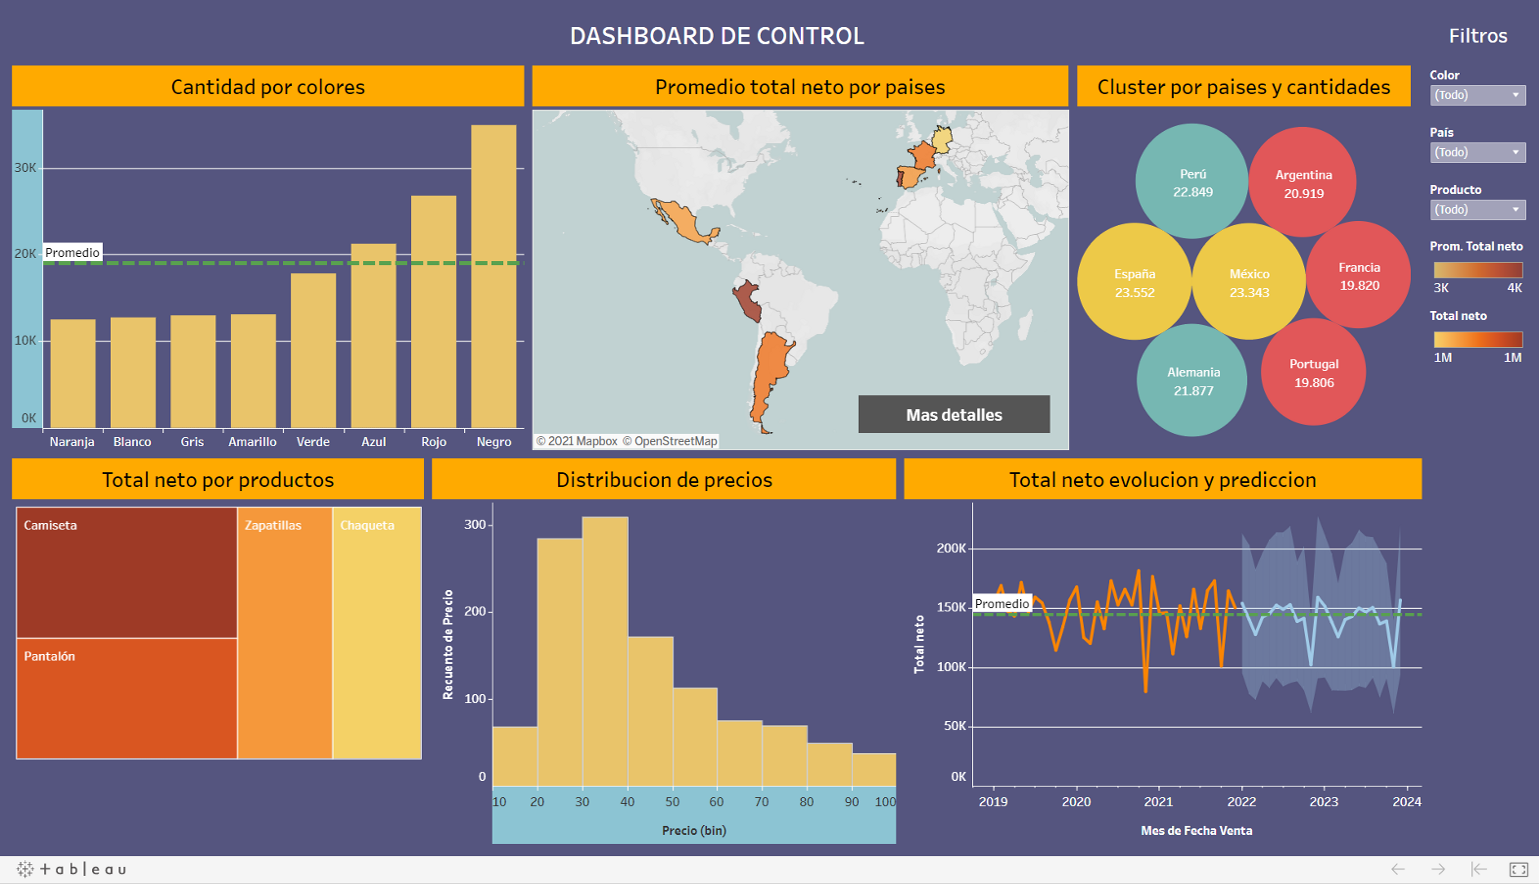 DASHBOARD DE CONTROL
Filtros
Cantidad por colores
30K
Promedio
20K
10K
0K
Naranja Blanco Gris Amarillo Verde Azul Rojo Negro
Promedio total neto por paises
Mas detalles
© 2021 Mapbox © OpenStreetMap
Cluster por paises y cantidades
Perú
22.849
Argentina
20.919
España
23.552
México
23.343
Francia
19.820
Alemania
21.877
Portugal
19.806
Color
(Todo)
País
(Todo)
Producto
(Todo)
Prom. Total neto
3K 4K
Total neto
1M 1M
Total neto por productos
Camiseta
Zapatillas
Chaqueta
Pantalón
Distribucion de precios
Recuento de Precio
300
200
100
0
10 20 30 40 50 60 70 80 90 100
Precio (bin)
Total neto evolucion y prediccion
Total neto
200K
Promedio
150K
100K
50K
0K
2019 2020 2021 2022 2023 2024
Mes de Fecha Venta
+ a b | e a u